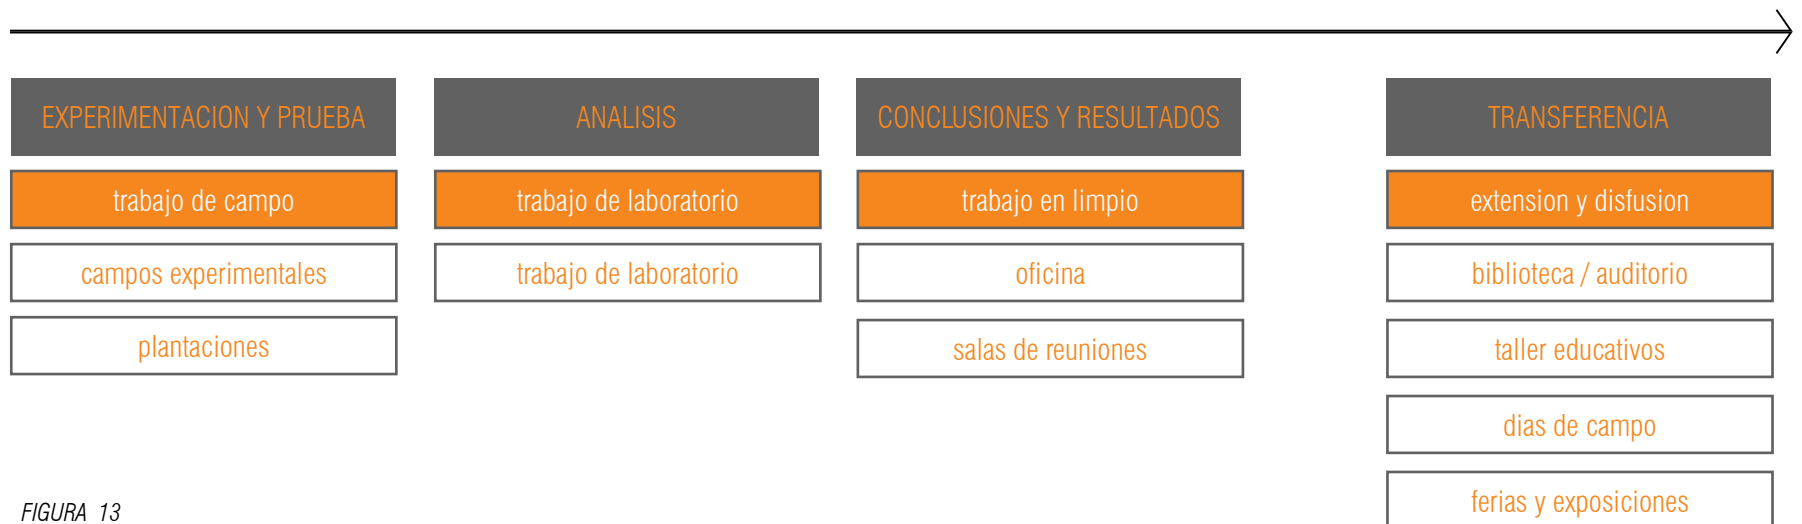 EXPERIMENTACION Y PRUEBA
trabajo de campo
campos experimentales
plantaciones
ANALISIS
trabajo de laboratorio
trabajo de laboratorio
CONCLUSIONES Y RESULTADOS
trabajo en limpio
oficina
salas de reuniones
TRANSFERENCIA
extension y disfusion
biblioteca / auditorio
taller educativos
dias de campo
ferias y exposiciones
FIGURA 13